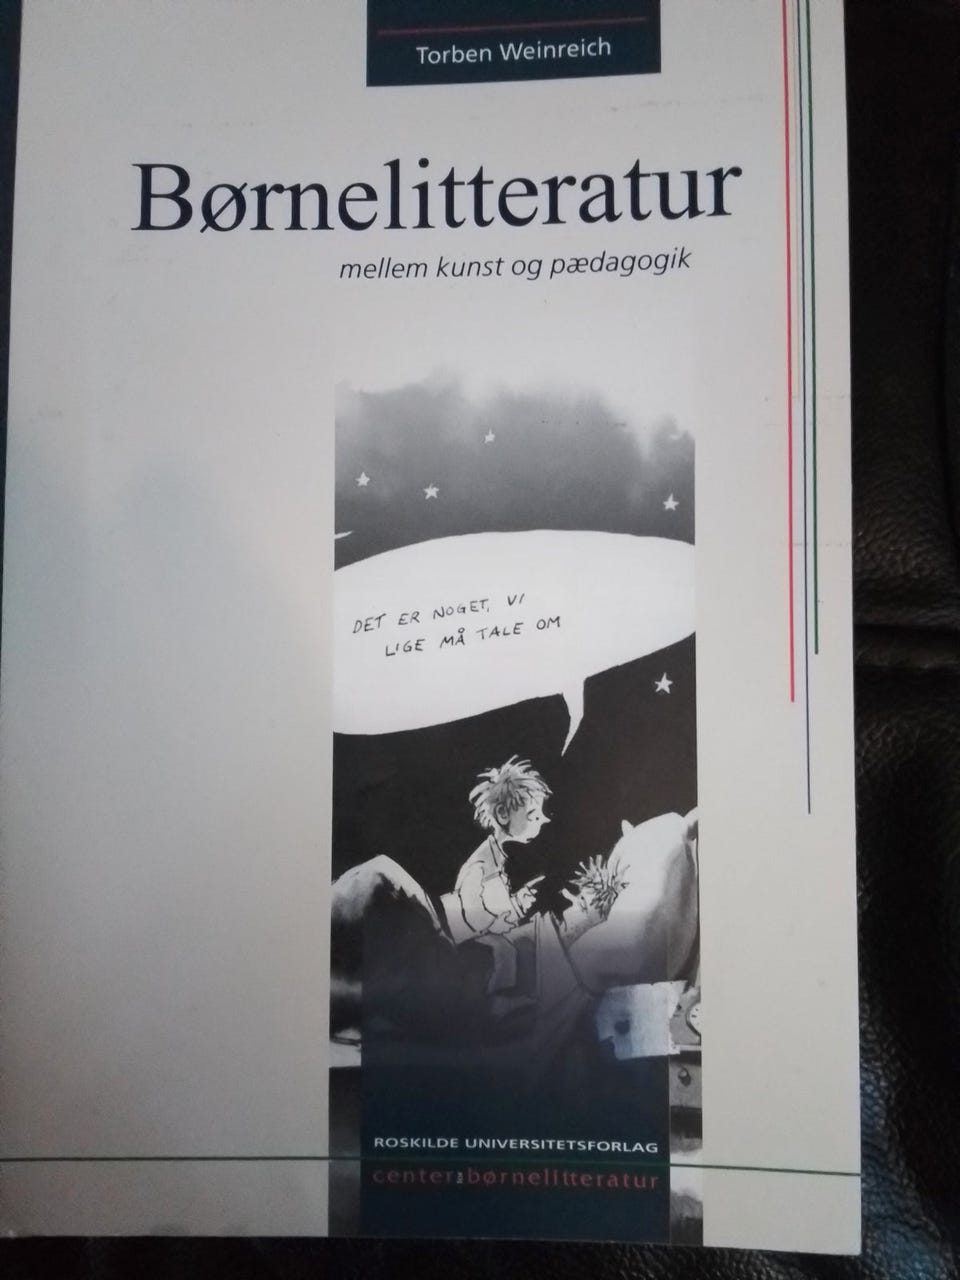 Torben Weinreich
Børnelitteratur
mellem kunst og pædagogik
DET ER NOGET, VI
LIGE MÅ TALE OM
ROSKILDE UNIVERSITETSFORLAG
center for børnelitteratur